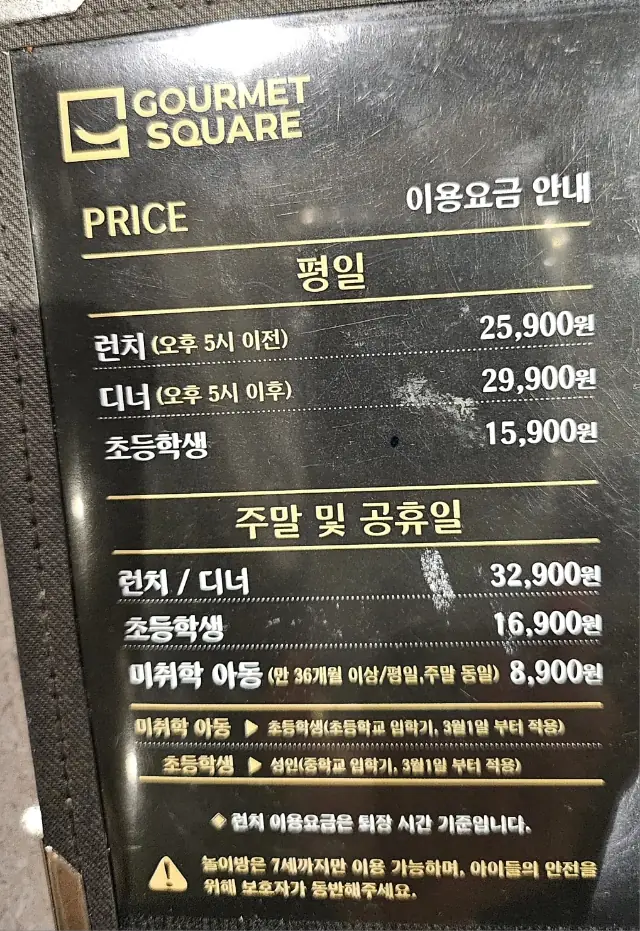 GOURMET
SQUARE
PRICE 이용요금 안내
평일
런치 (오후 5시 이전) 25,900원
디너 (오후 5시 이후) 29,900원
초등학생 15,900원
주말 및 공휴일
런치 / 디너 32,900원
초등학생 16,900원
미취학 아동 (만 36개월 이상/평일,주말 동일) 8,900원
미취학 아동 ▶ 초등학생(초등학교 입학기, 3월1일 부터 적용)
초등학생 ▶ 성인(중학교 입학기, 3월1일 부터 적용)
◈ 런치 이용요금은 퇴장 시간 기준입니다.
놀이방은 7세까지만 이용 가능하며, 아이들의 안전을
위해 보호자가 동반해주세요.